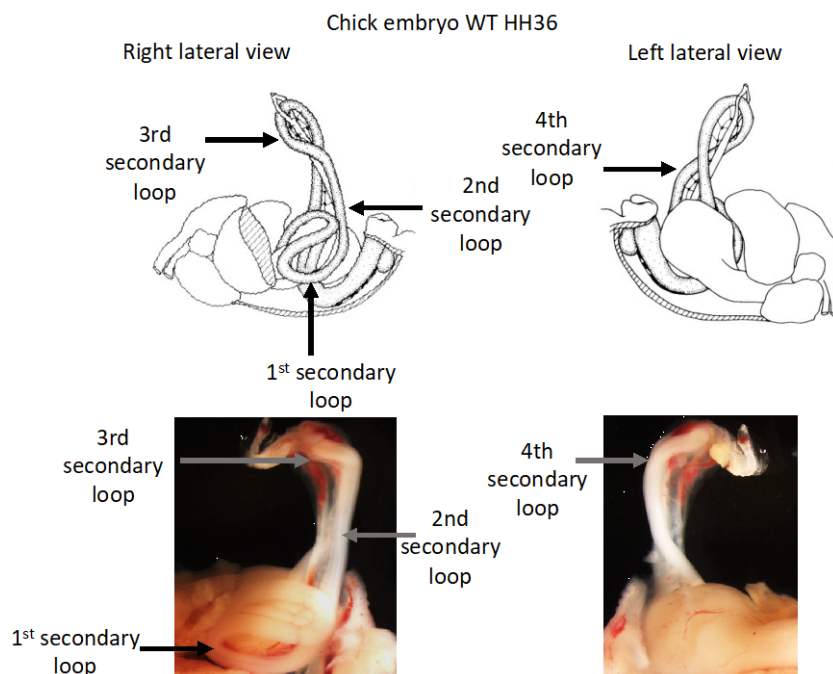 Chick embryo WT HH36
Right lateral view
Left lateral view
3rd
secondary
loop
2nd
secondary
loop
1st secondary
loop
4th
secondary
loop
3rd
secondary
loop
2nd
secondary
loop
1st secondary
loop
4th
secondary
loop